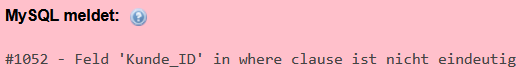 MySQL meldet:
#1052 - Feld 'Kunde_ID' in where clause ist nicht eindeutig